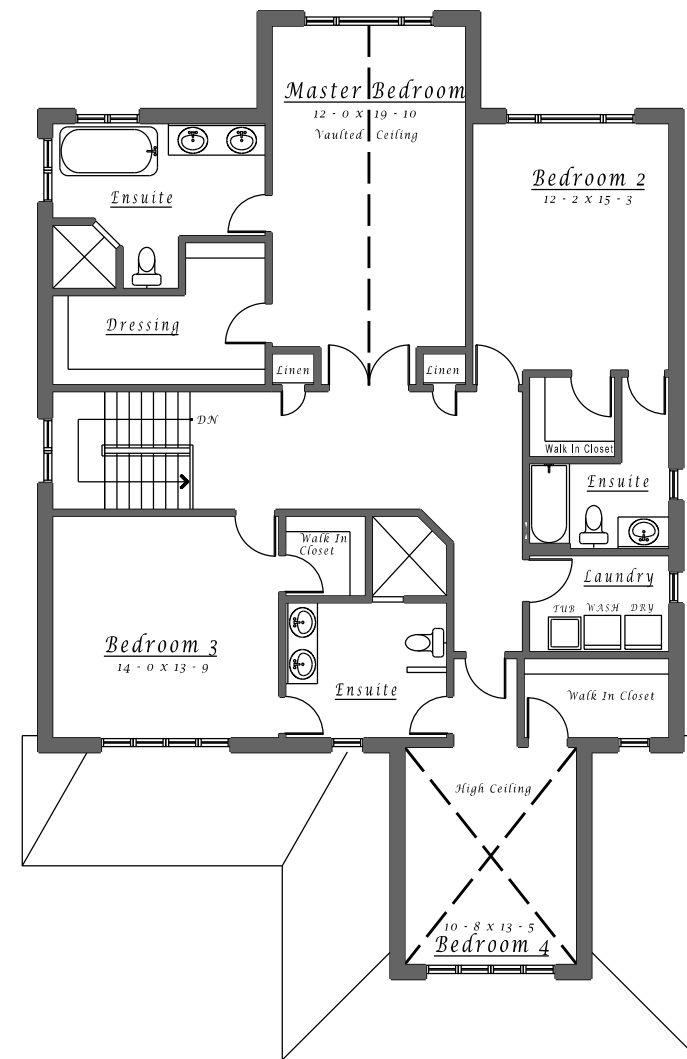 Master Bedroom
12 - 0 x 19 - 10
Vaulted Ceiling
Bedroom 2
12 - 2 x 15 - 3
Ensuite
Dressing
Linen
Linen
DN
Walk In Closet
Ensuite
Walk In
Closet
Laundry
TUB WASH DRY
Bedroom 3
14 - 0 x 13 - 9
Ensuite
Walk In Closet
High Ceiling
10 - 8 x 13 - 5
Bedroom 4